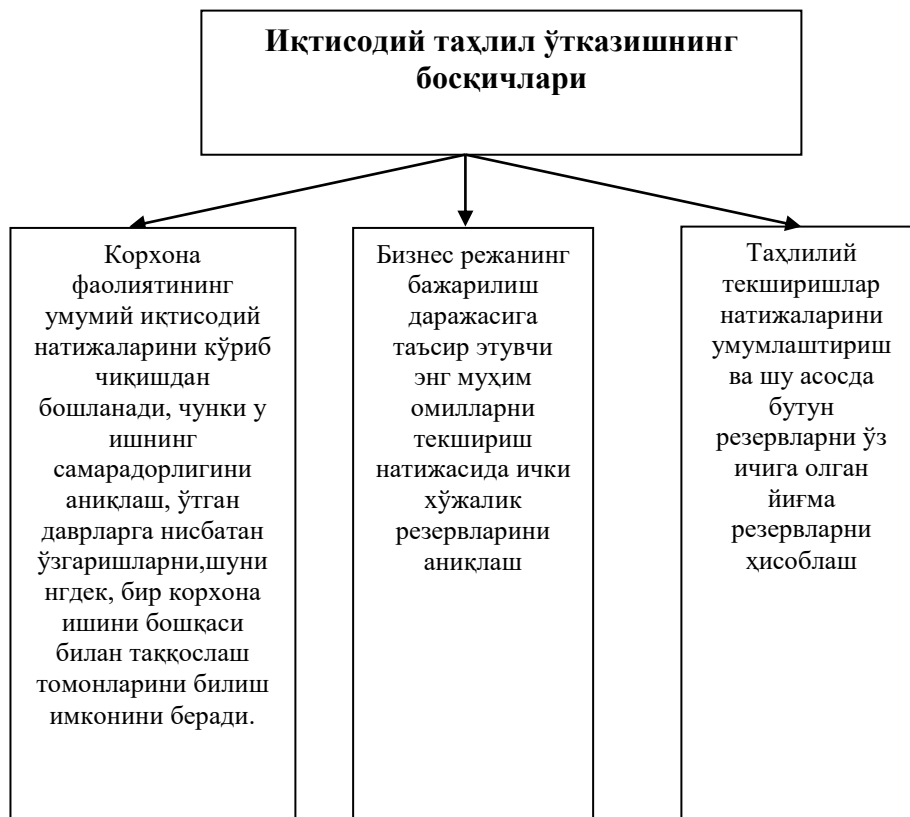 Иқтисодий таҳлил ўтказишнинг
босқичлари
Корхона
фаолиятининг
умумий иқтисодий
натижаларини кўриб
чиқишдан
бошланади, чунки у
ишнинг
самарадорлигини
аниқлаш, ўтган
даврларга нисбатан
ўзгаришларни,шуни
нгдек, бир корхона
ишини бошқаси
билан таққослаш
томонларини билиш
имконини беради.
Бизнес режанинг
бажарилиш
даражасига
таъсир этувчи
энг муҳим
омилларни
текшириш
натижасида ички
хўжалик
резервларини
аниқлаш
Таҳлилий
текширишлар
натижаларини
умумлаштириш
ва шу асосда
бутун
резервларни ўз
ичига олган
йиғма
резервларни
ҳисоблаш